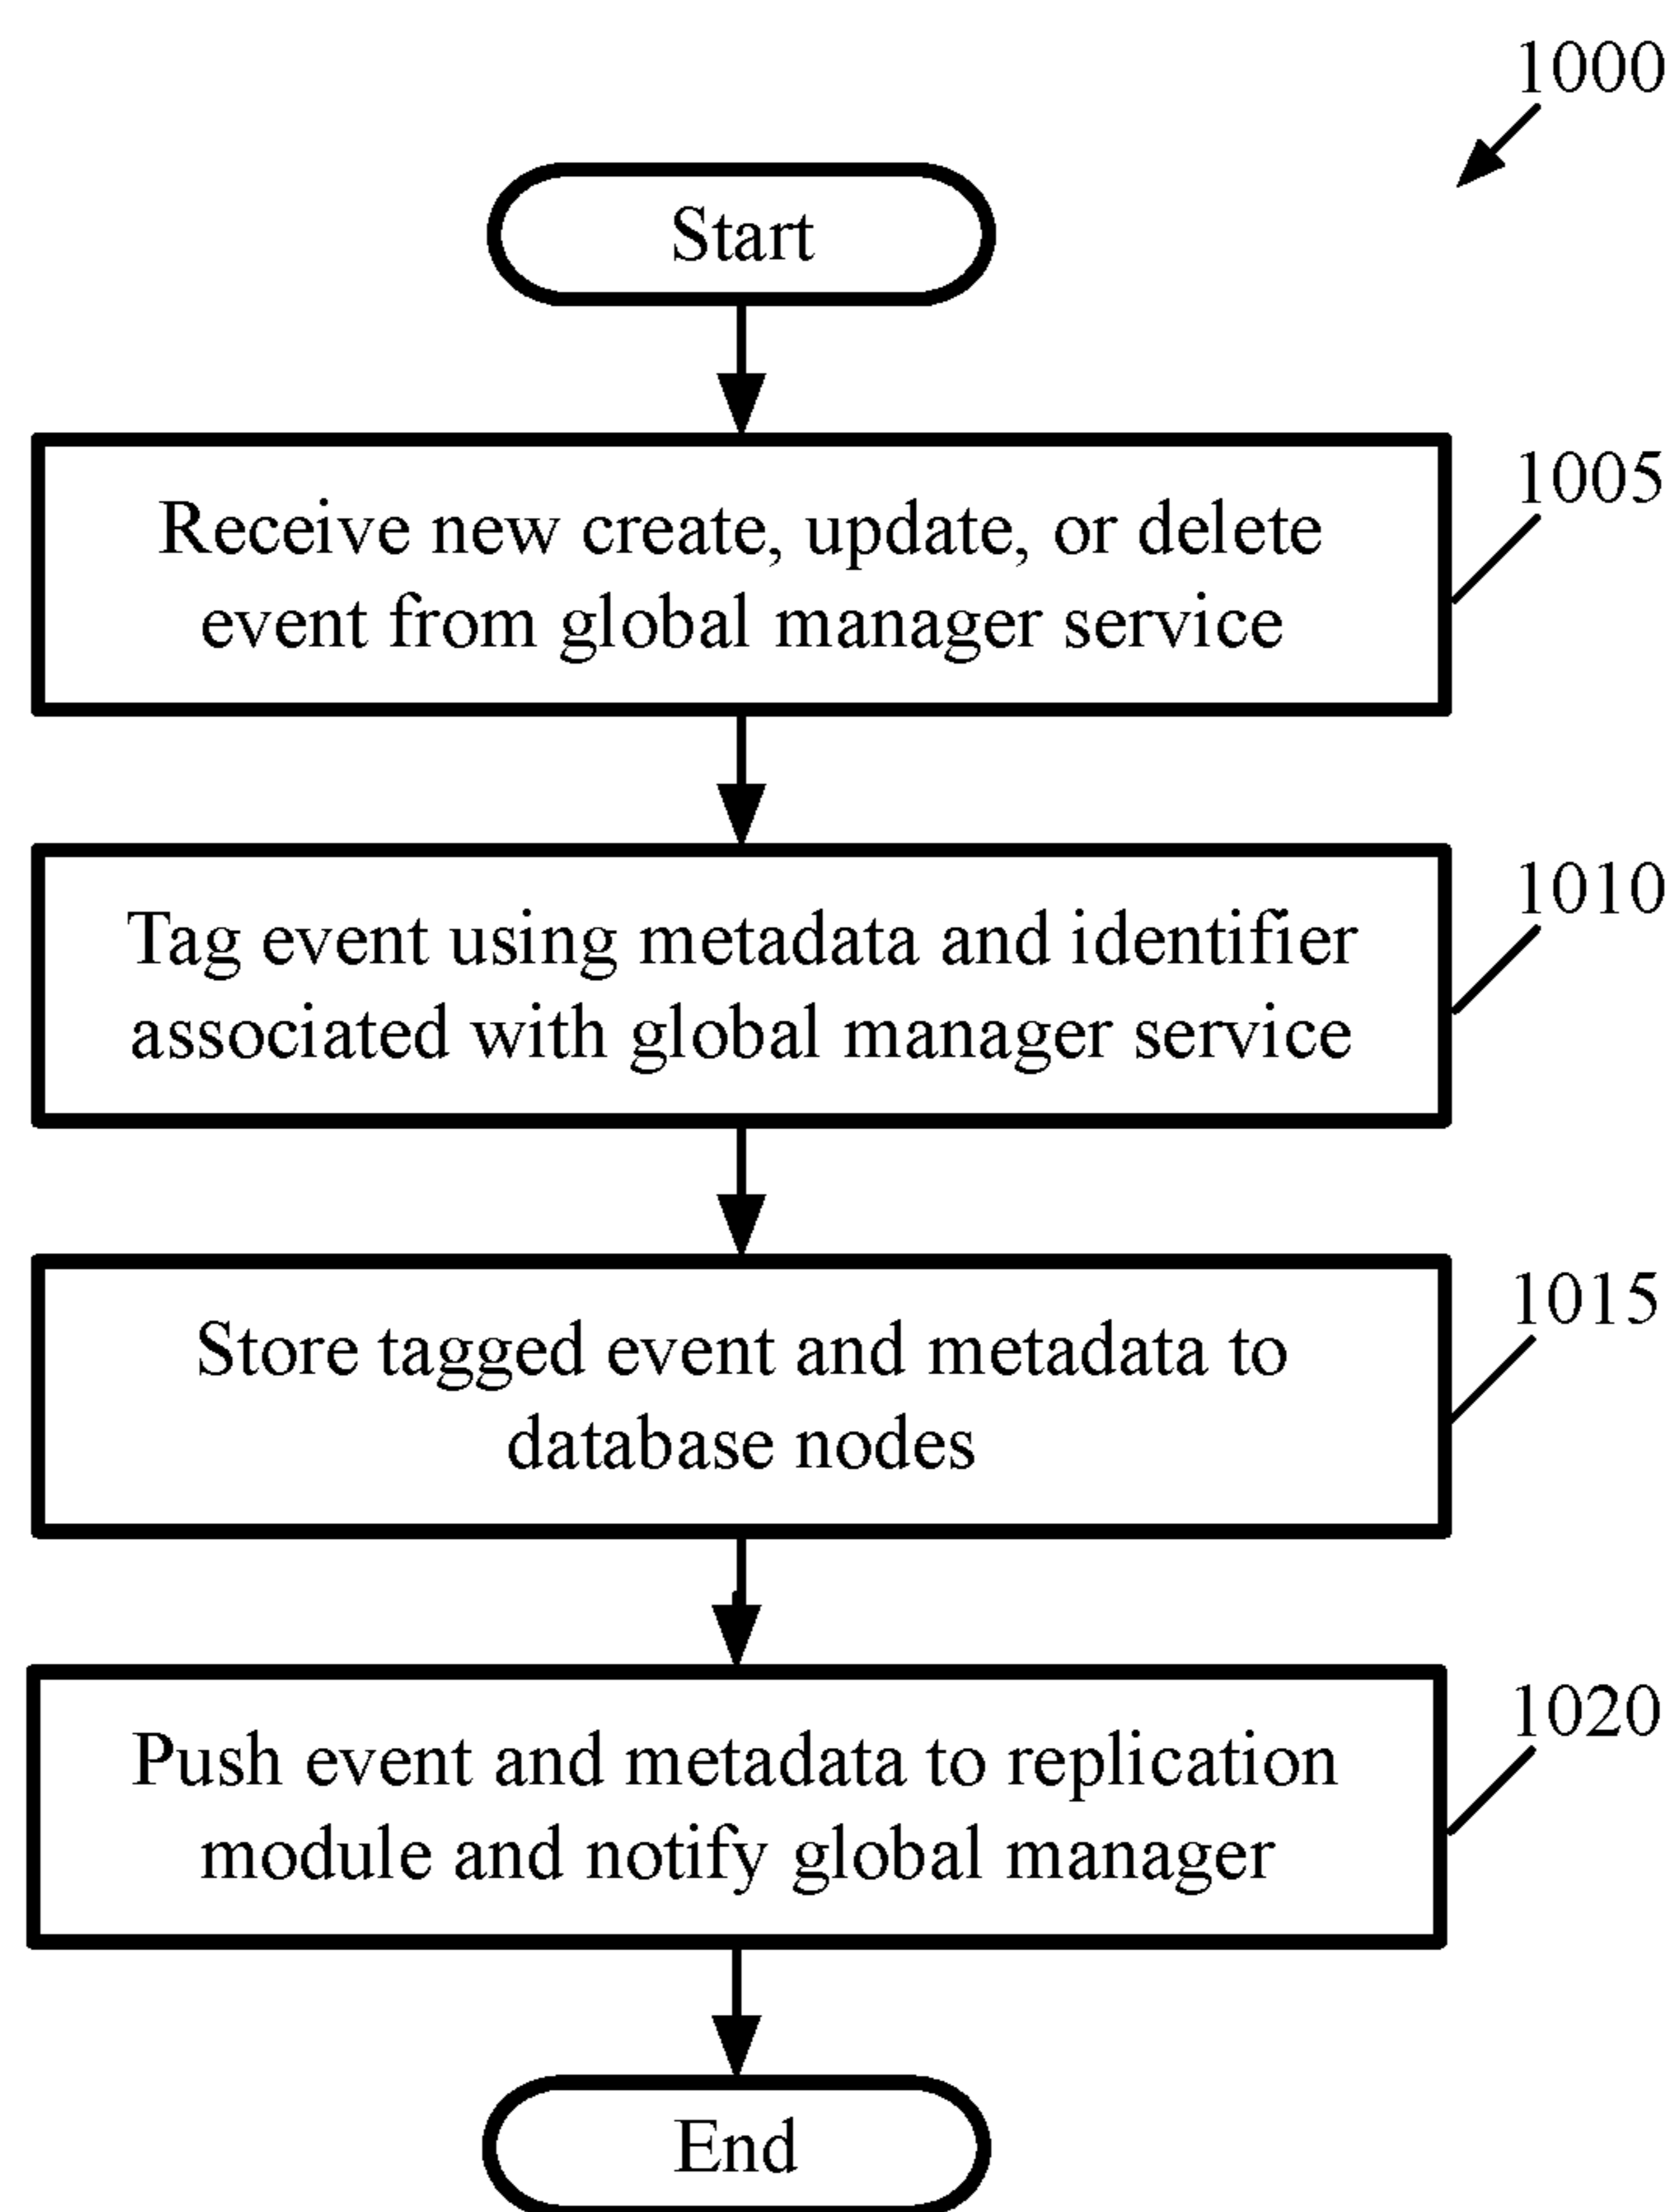 1000
Start
Receive new create, update, or delete
event from global manager service
1005
Tag event using metadata and identifier
associated with global manager service
1010
Store tagged event and metadata to
database nodes
1015
Push event and metadata to replication
module and notify global manager
1020
End